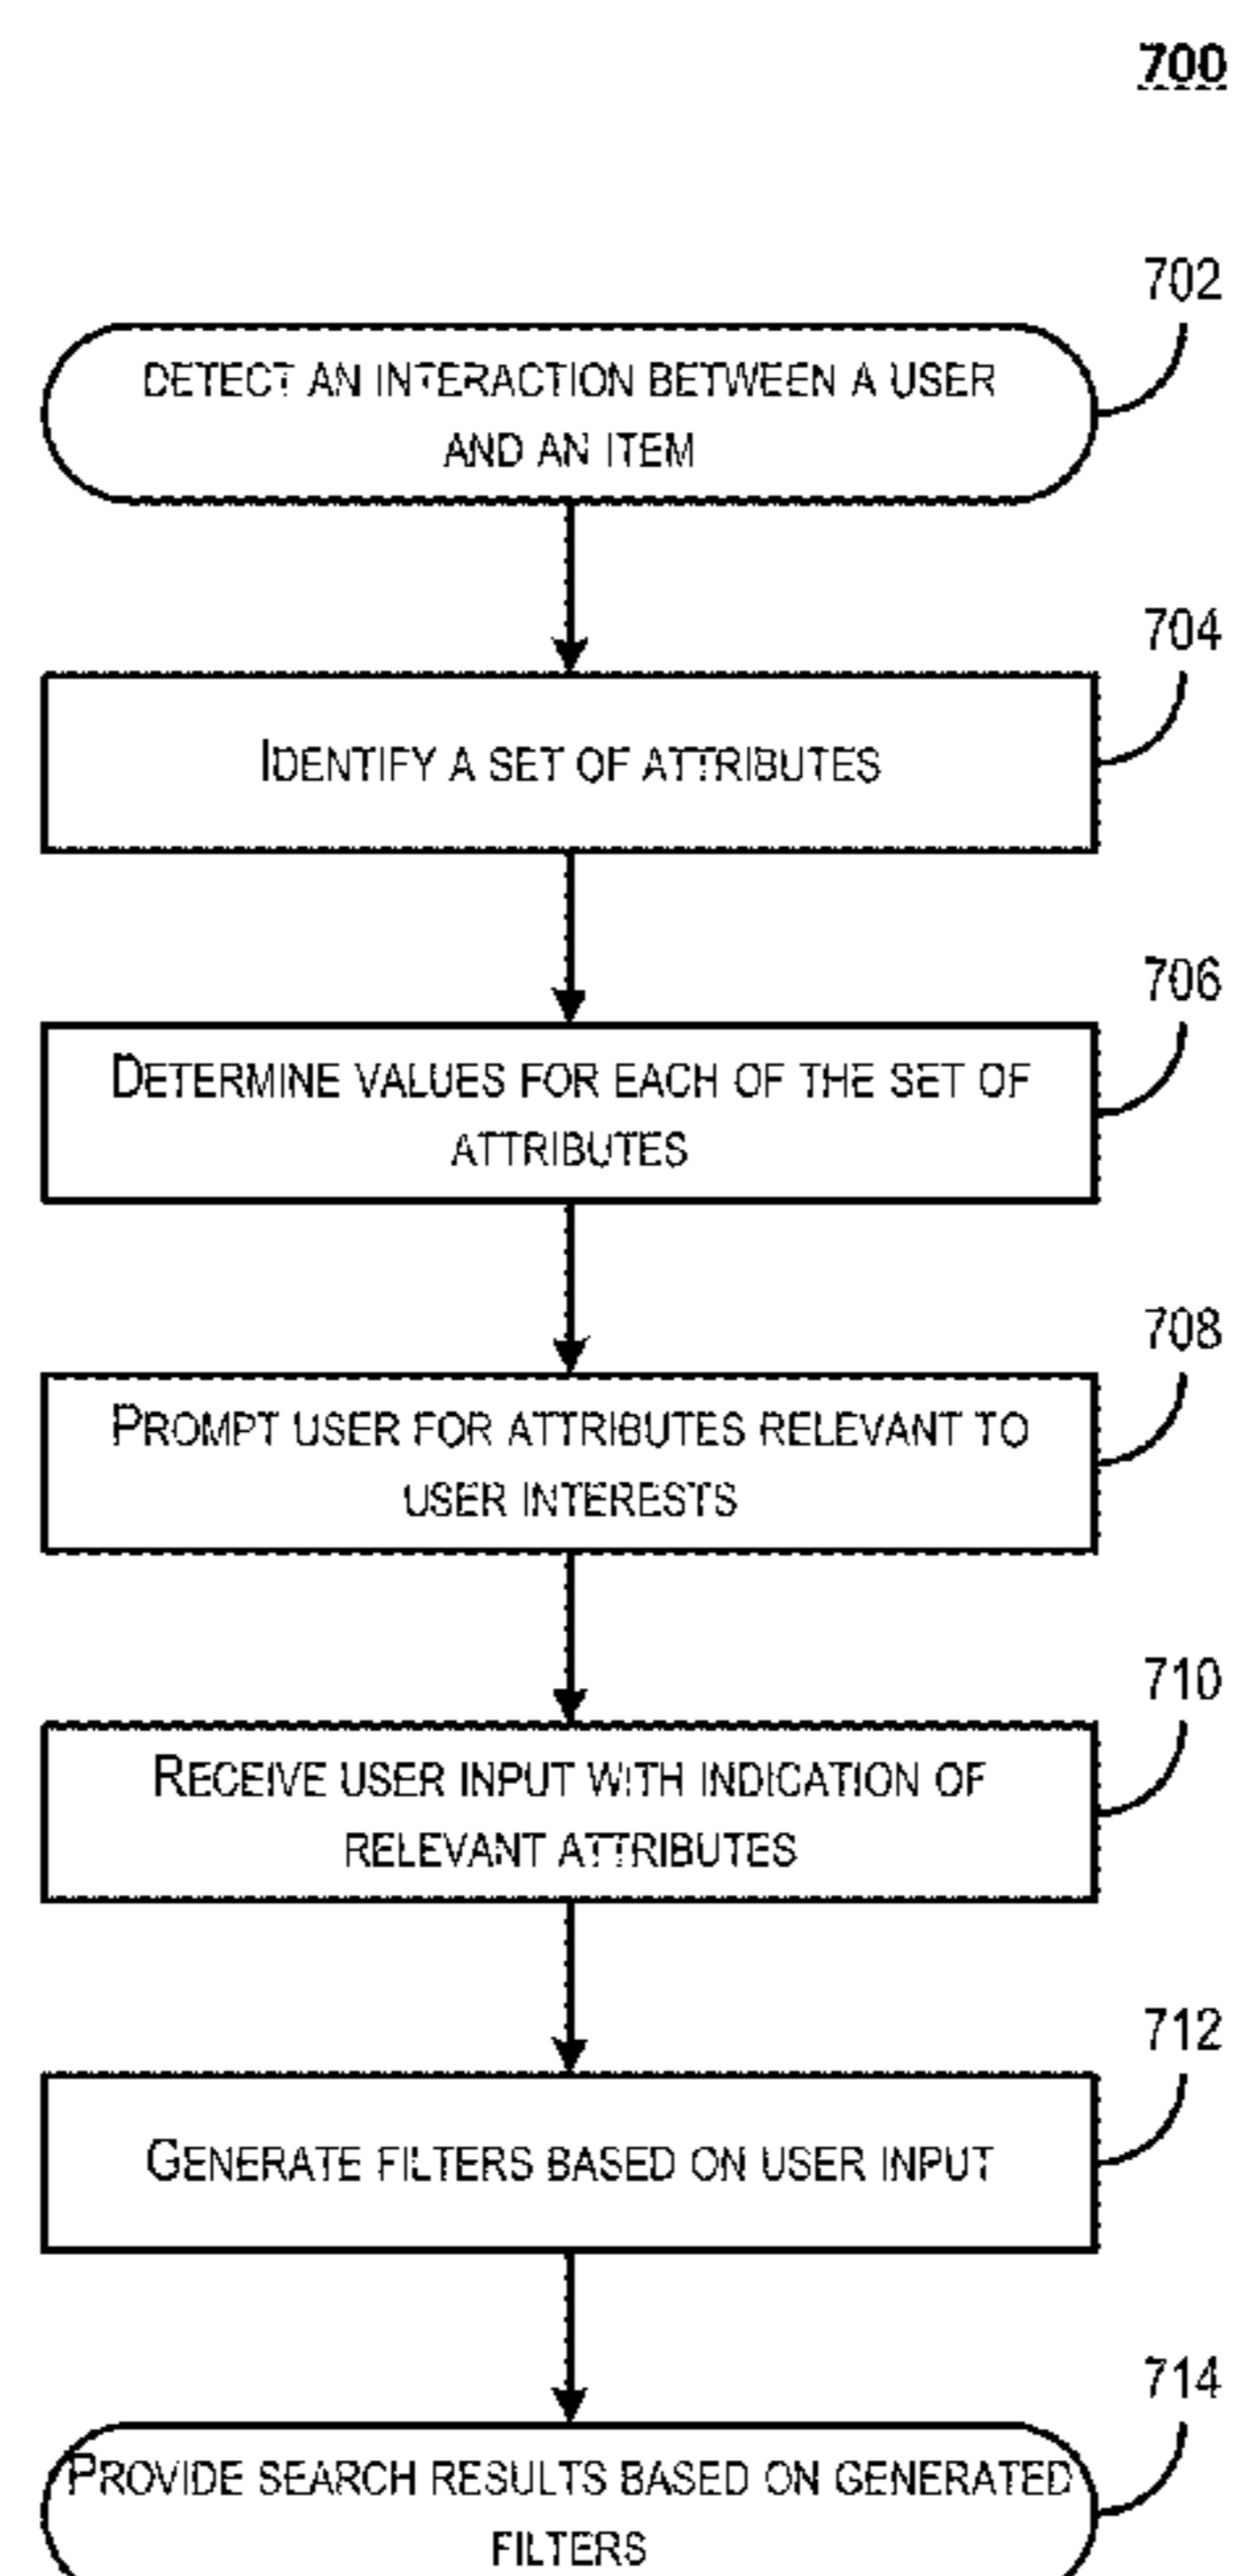 700
702
DETECT AN INTERACTION BETWEEN A USER
AND AN ITEM
704
IDENTIFY A SET OF ATTRIBUTES
706
DETERMINE VALUES FOR EACH OF THE SET OF
ATTRIBUTES
708
PROMPT USER FOR ATTRIBUTES RELEVANT TO
USER INTERESTS
710
RECEIVE USER INPUT WITH INDICATION OF
RELEVANT ATTRIBUTES
712
GENERATE FILTERS BASED ON USER INPUT
714
PROVIDE SEARCH RESULTS BASED ON GENERATED
FILTERS